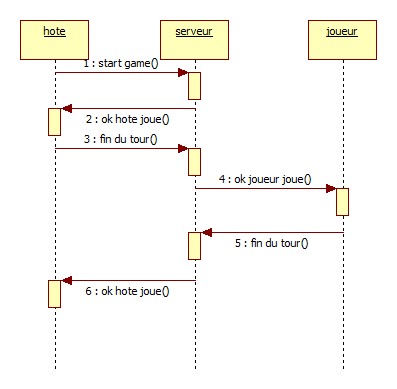 hote
serveur
joueur
1 : start game()
2 : ok hote joue()
3 : fin du tour()
4 : ok joueur joue()
5 : fin du tour()
6 : ok hote joue()